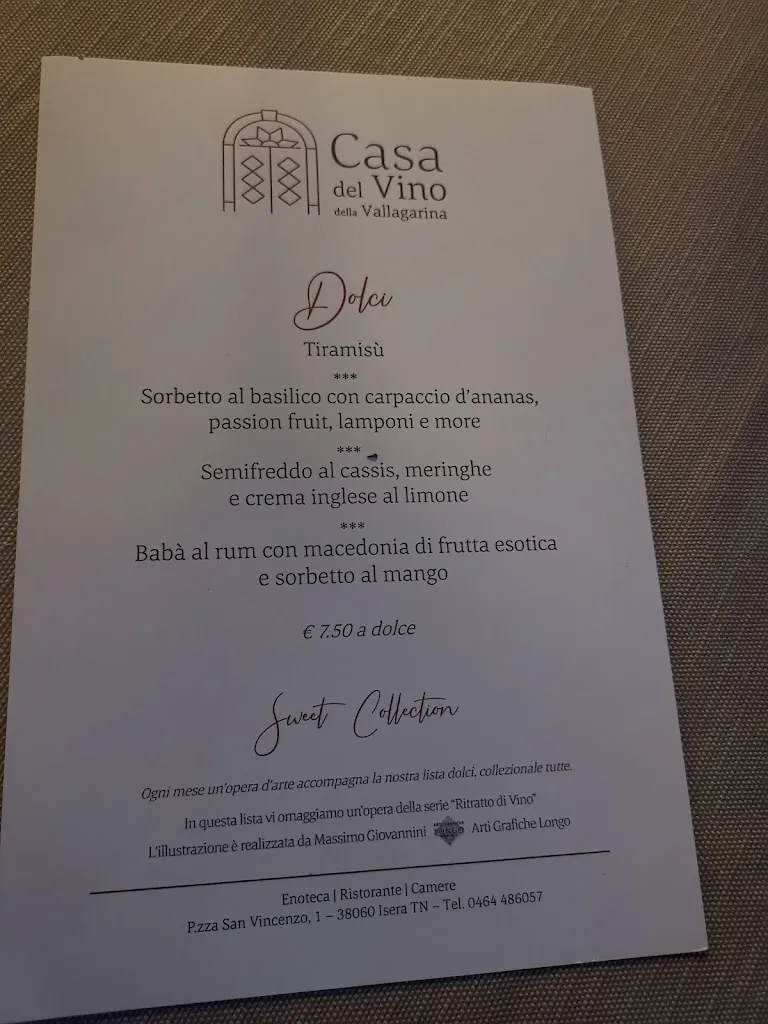 Casa
del Vino
della Vallagarina
Dolci
Tiramisù
***
Sorbetto al basilico con carpaccio d'ananas,
passion fruit, lamponi e more
***
Semifreddo al cassis, meringhe
e crema inglese al limone
***
Babà al rum con macedonia di frutta esotica
e sorbetto al mango
€ 7.50 a dolce
Sweet Collection
Ogni mese un'opera d'arte accompagna la nostra lista dolci, collezionale tutte.
In questa lista vi omaggiamo un'opera della serie "Ritratto di Vino"
L'illustrazione è realizzata da Massimo Giovannini LONGO Arti Grafiche Longo
Enoteca | Ristorante | Camere
P.zza San Vincenzo, 1 – 38060 Isera TN – Tel. 0464 486057